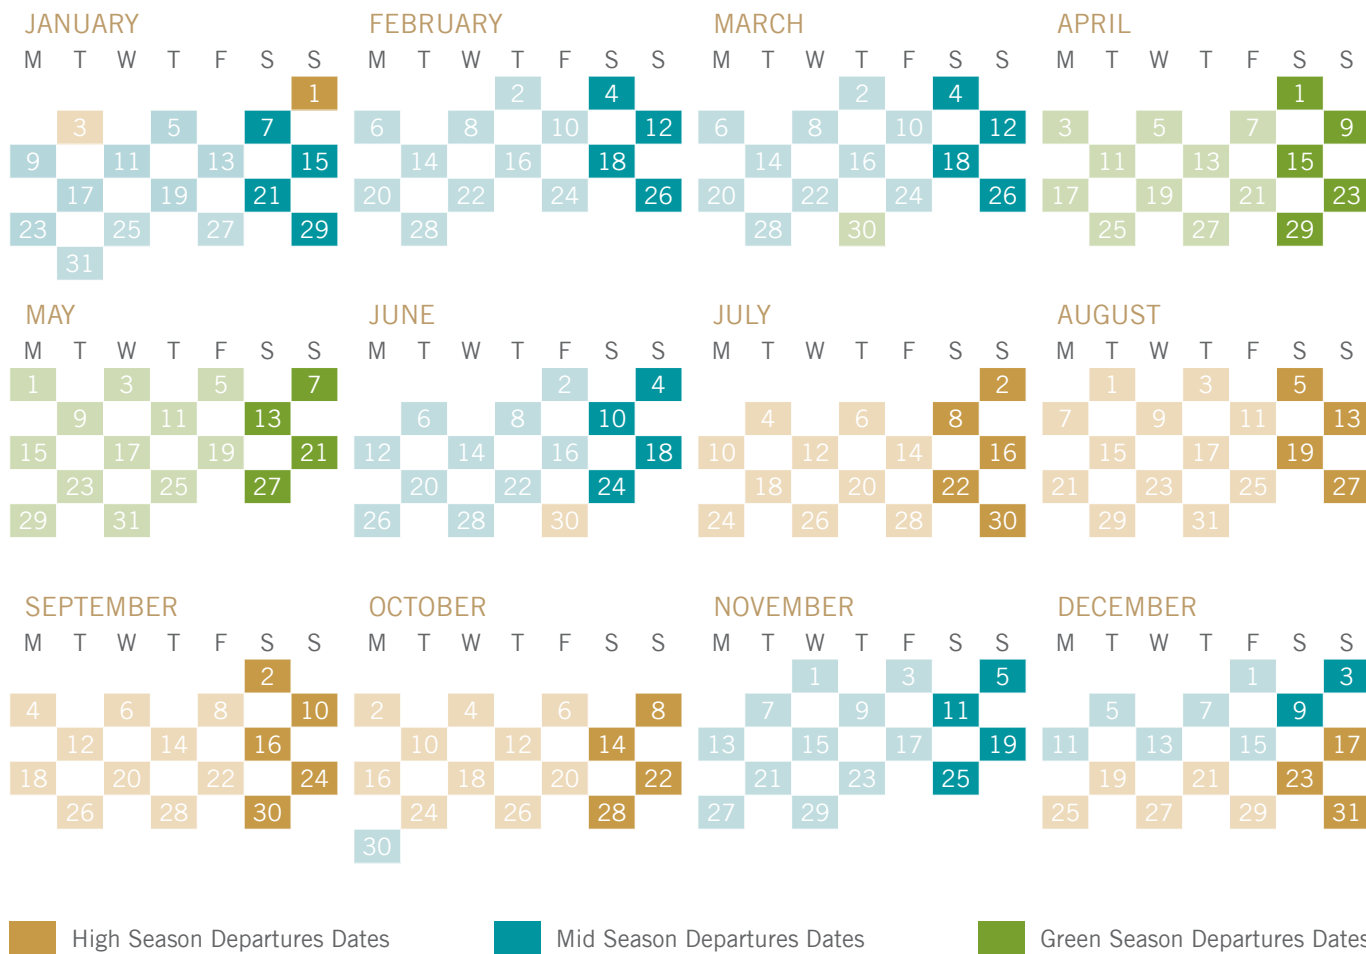 JANUARY FEBRUARY MARCH APRIL
M T W T F S S M T W T F S S M T W T F S S M T W T F S S
1 2 4 2 4 1
3 5 7 6 8 10 12 6 8 10 12 3 5 7 9
9 11 13 15 14 16 18 14 16 18 11 13 15
17 19 21 20 22 24 26 20 22 24 26 17 19 21 23
23 25 27 29 28 28 30 25 27 29
31
MAY JUNE JULY AUGUST
M T W T F S S M T W T F S S M T W T F S S M T W T F S S
1 3 5 7 2 4 2 1 3 5
9 11 13 6 8 10 4 6 8 7 9 11 13
15 17 19 21 12 14 16 18 10 12 14 16 15 17 19
23 25 27 20 22 24 18 20 22 21 23 25 27
29 31 26 28 30 24 26 28 30 29 31
SEPTEMBER OCTOBER NOVEMBER DECEMBER
M T W T F S S M T W T F S S M T W T F S S M T W T F S S
2 1 3 5 1 3
4 6 8 10 2 4 6 8 7 9 11 5 7 9
12 14 16 10 12 14 13 15 17 19 11 13 15 17
18 20 22 24 16 18 20 22 21 23 25 19 21 23
26 28 30 24 26 28 27 29 25 27 29 31
30
High Season Departures Dates Mid Season Departures Dates Green Season Departures Dates